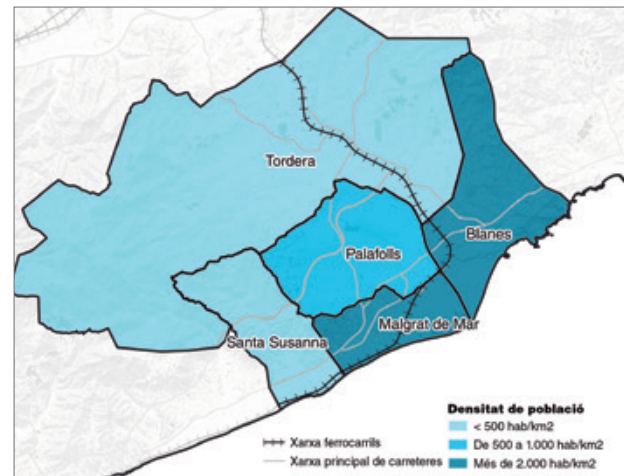 Tordera
Blanes
Palafolls
Malgrat de Mar
Santa Susanna
Densitat de població
< 500 hab/km2
De 500 a 1.000 hab/km2
Més de 2.000 hab/km2
Xarxa ferrocarrils
Xarxa principal de carreteres